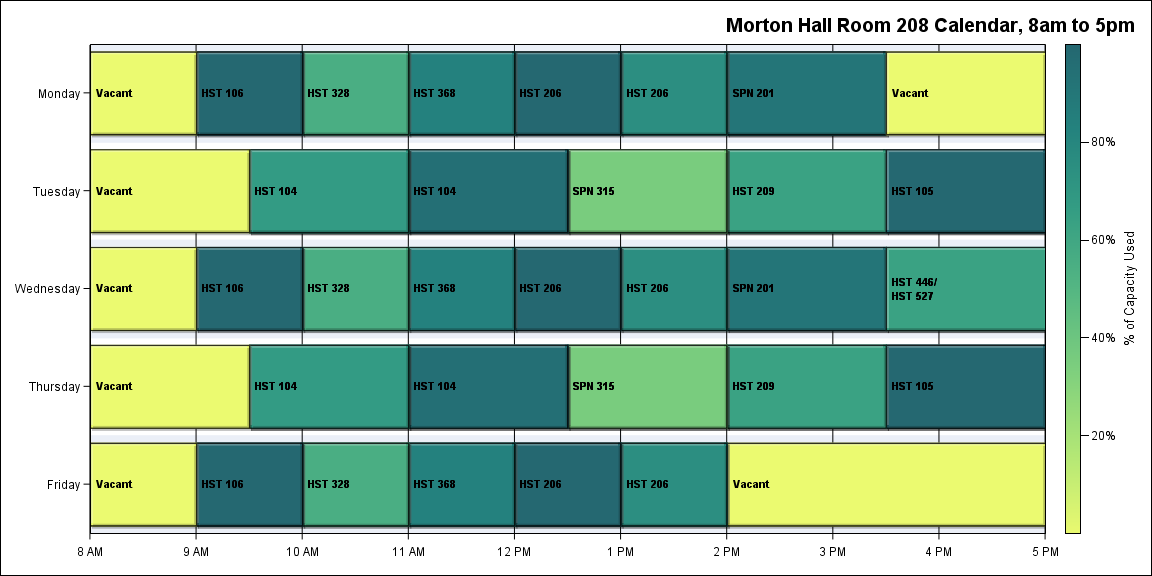 Morton Hall Room 208 Calendar, 8am to 5pm
Monday
Vacant
HST 106
HST 328
HST 368
HST 206
HST 206
SPN 201
Vacant
Tuesday
Vacant
HST 104
HST 104
SPN 315
HST 209
HST 105
Wednesday
Vacant
HST 106
HST 328
HST 368
HST 206
HST 206
SPN 201
HST 446/
HST 527
Thursday
Vacant
HST 104
HST 104
SPN 315
HST 209
HST 105
Friday
Vacant
HST 106
HST 328
HST 368
HST 206
HST 206
Vacant
8 AM
9 AM
10 AM
11 AM
12 PM
1 PM
2 PM
3 PM
4 PM
5 PM
80%
60%
40%
20%
% of Capacity Used